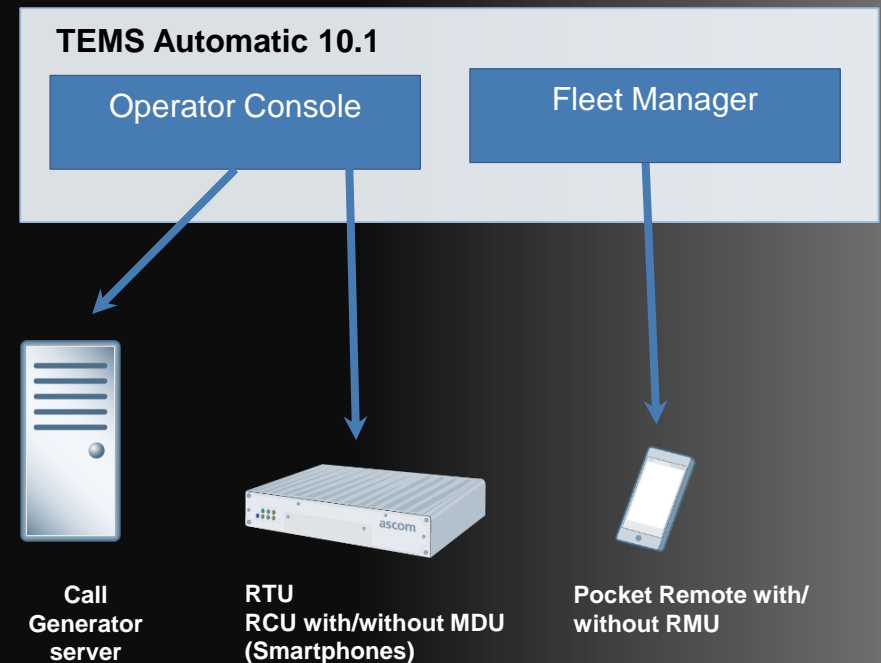 TEMS Automatic 10.1
Operator Console
Fleet Manager
ascom
Call
Generator
server
RTU
RCU with/without MDU
(Smartphones)
Pocket Remote with/
without RMU